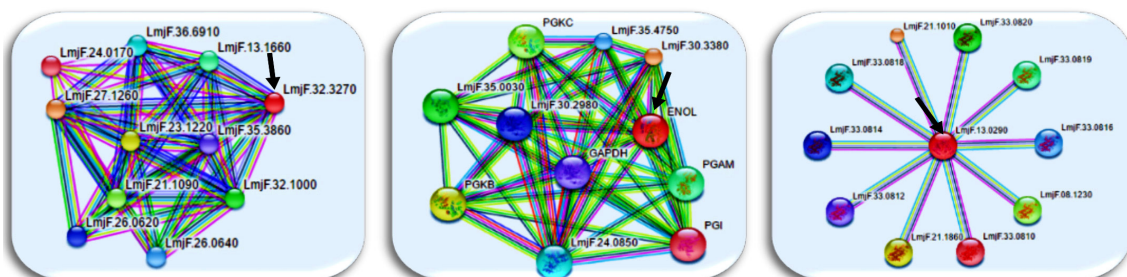 LmjF.36.6910
LmjF.13.1660
LmjF.24.0170
LmjF.32.3270
LmjF.27.1260
LmjF.23.1220
LmjF.35.3860
LmjF.21.1090
LmjF.32.1000
LmjF.26.0620
LmjF.26.0640
PGKC
LmjF.35.4750
LmjF.30.3380
LmjF.35.0030
LmjF.30.2980
ENOL
GAPDH
PGAM
PGKB
PGI
LmjF.24.0850
LmjF.21.1010
LmjF.33.0820
LmjF.33.0818
LmjF.33.0819
LmjF.33.0814
LmjF.13.0290
LmjF.33.0816
LmjF.33.0812
LmjF.08.1230
LmjF.21.1860
LmjF.33.0810